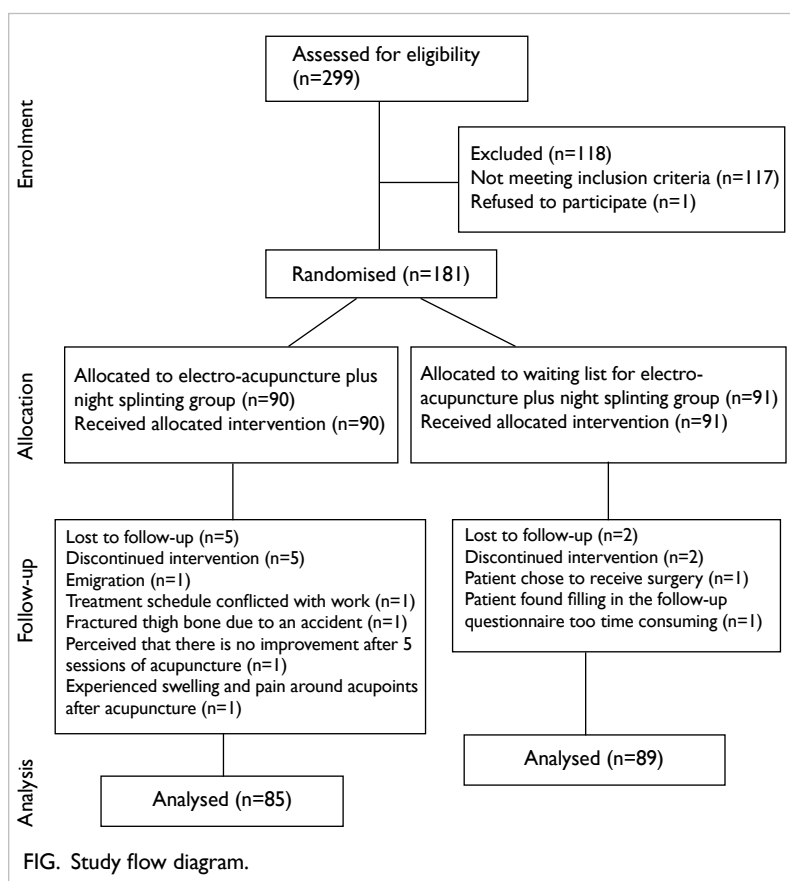 Enrolment
Assessed for eligibility
(n=299)
Excluded (n=118)
Not meeting inclusion criteria (n=117)
Refused to participate (n=1)
Randomised (n=181)
Allocation
Allocated to electro-acupuncture plus
night splinting group (n=90)
Received allocated intervention (n=90)
Allocated to waiting list for electro-
acupuncture plus night splinting group (n=91)
Received allocated intervention (n=91)
Follow-up
Lost to follow-up (n=5)
Discontinued intervention (n=5)
Emigration (n=1)
Treatment schedule conflicted with work (n=1)
Fractured thigh bone due to an accident (n=1)
Perceived that there is no improvement after 5
sessions of acupuncture (n=1)
Experienced swelling and pain around acupoints
after acupuncture (n=1)
Lost to follow-up (n=2)
Discontinued intervention (n=2)
Patient chose to receive surgery (n=1)
Patient found filling in the follow-up
questionnaire too time consuming (n=1)
Analysis
Analysed (n=85)
Analysed (n=89)
FIG. Study flow diagram.